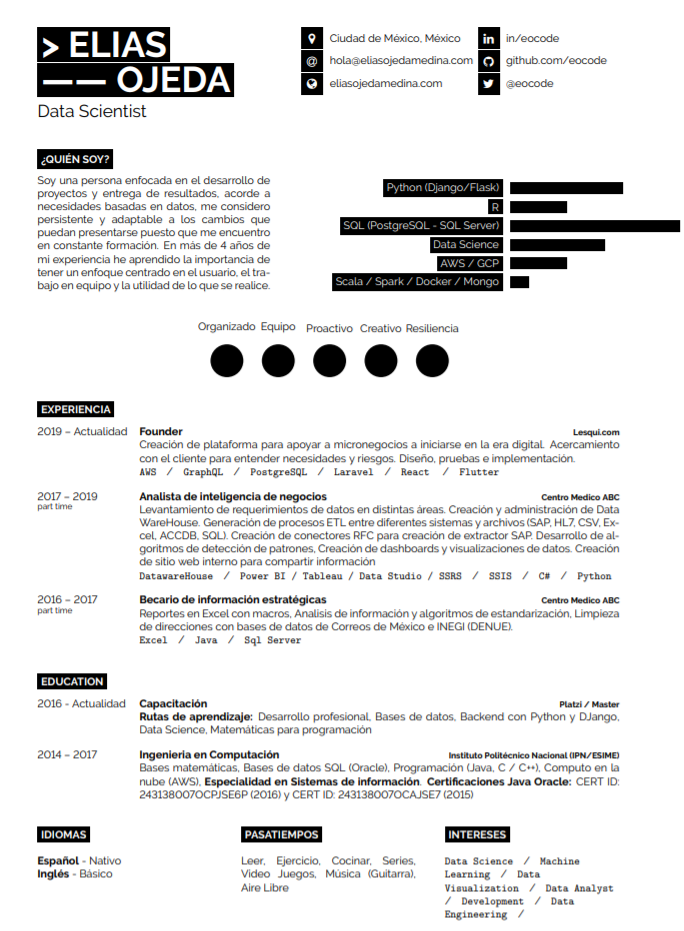 > ELIAS
—— OJEDA
Data Scientist
Ciudad de México, México
hola@eliasojedamedina.com
eliasojedamedina.com
in/eocode
github.com/eocode
@eocode
¿QUIÉN SOY?
Soy una persona enfocada en el desarrollo de
proyectos y entrega de resultados, acorde a
necesidades basadas en datos, me considero
persistente y adaptable a los cambios que
puedan presentarse puesto que me encuentro
en constante formación. En más de 4 años de
mi experiencia he aprendido la importancia de
tener un enfoque centrado en el usuario, el tra-
bajo en equipo y la utilidad de lo que se realice.
Python (Django/Flask)
R
SQL (PostgreSQL - SQL Server)
Data Science
AWS / GCP
Scala / Spark / Docker / Mongo
Organizado Equipo Proactivo Creativo Resiliencia
EXPERIENCIA
2019 – Actualidad Founder Lesqui.com
Creación de plataforma para apoyar a micronegocios a iniciarse en la era digital. Acercamiento
con el cliente para entender necesidades y riesgos. Diseño, pruebas e implementación.
AWS / GraphQL / PostgreSQL / Laravel / React / Flutter
2017 – 2019 Analista de inteligencia de negocios Centro Medico ABC
part time
Levantamiento de requerimientos de datos en distintas áreas. Creación y administración de Data
WareHouse. Generación de procesos ETL entre diferentes sistemas y archivos (SAP, HL7, CSV, Ex-
cel, ACCDB, SQL). Creación de conectores RFC para creación de extractor SAP. Desarrollo de al-
goritmos de detección de patrones, Creación de dashboards y visualizaciones de datos. Creación
de sitio web interno para compartir información
DatawareHouse / Power BI / Tableau / Data Studio / SSRS / SSIS / C# / Python
2016 – 2017 Becario de información estratégicas Centro Medico ABC
part time
Reportes en Excel con macros, Analisis de información y algoritmos de estandarización, Limpieza
de direcciones con bases de datos de Correos de México e INEGI (DENUE).
Excel / Java / Sql Server
EDUCATION
2016 - Actualidad Capacitación Platzi / Master
Rutas de aprendizaje: Desarrollo profesional, Bases de datos, Backend con Python y DJango,
Data Science, Matemáticas para programación
2014 – 2017 Ingenieria en Computación Instituto Politécnico Nacional (IPN/ESIME)
Bases matemáticas, Bases de datos SQL (Oracle), Programación (Java, C / C++), Computo en la
nube (AWS), Especialidad en Sistemas de información. Certificaciones Java Oracle: CERT ID:
243138007OCPJSE6P (2016) y CERT ID: 243138007OCAJSE7 (2015)
IDIOMAS
Español - Nativo
Inglés - Básico
PASATIEMPOS
Leer, Ejercicio, Cocinar, Series,
Video Juegos, Música (Guitarra),
Aire Libre
INTERESES
Data Science / Machine
Learning / Data
Visualization / Data Analyst
/ Development / Data
Engineering /